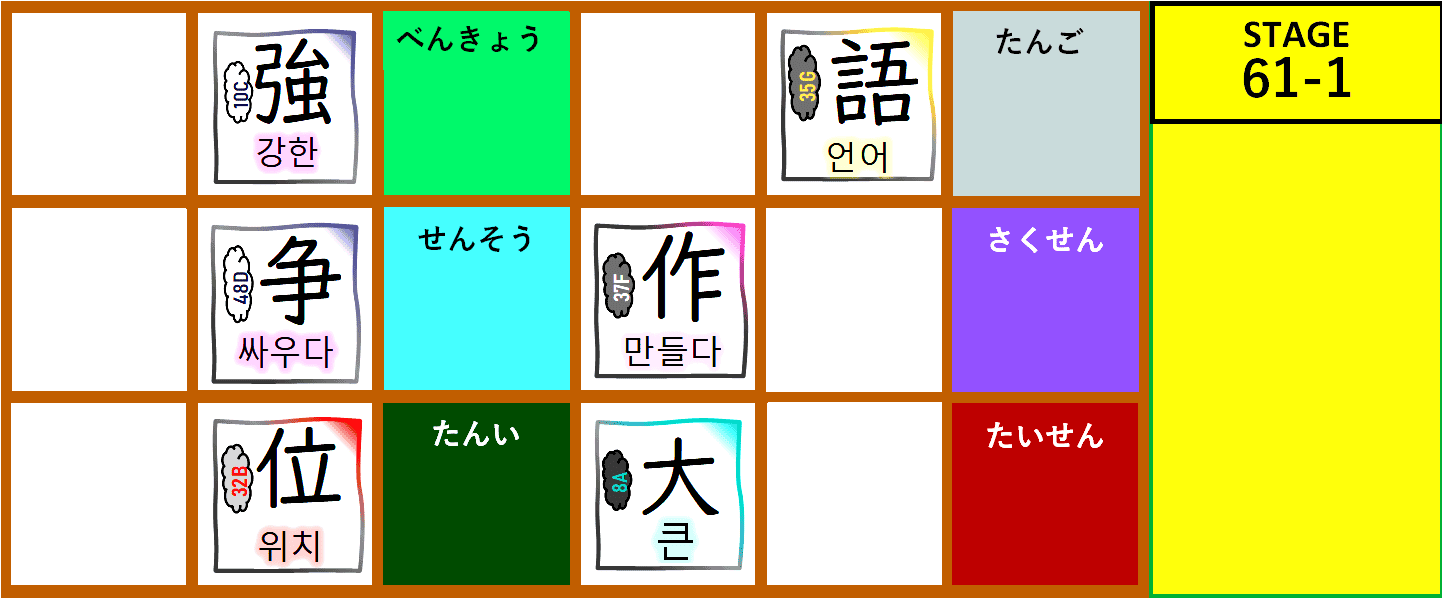 10C
強
강한
べんきょう
35G
語
언어
たんご
STAGE
61-1
48D
争
싸우다
せんそう
37F
作
만들다
さくせん
32B
位
위치
たんい
8A
大
큰
たいせん